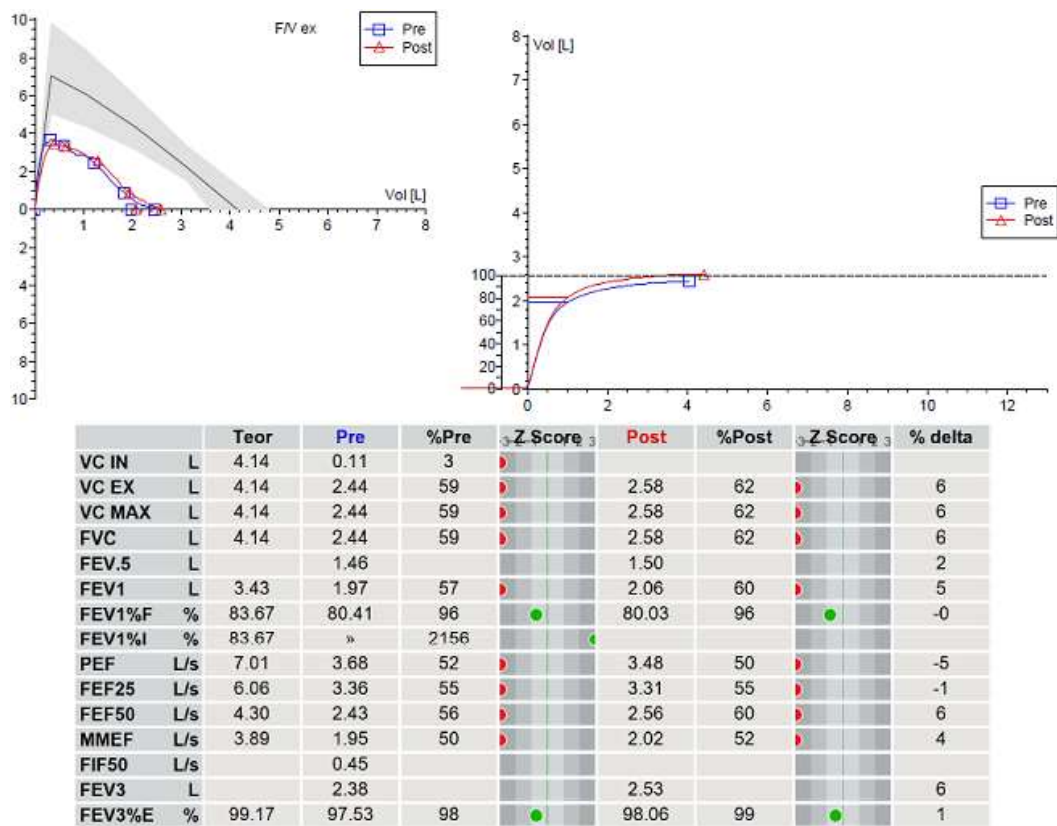 10
8
6
4
2
0
2
4
6
8
10
F/V ex
Pre
Post
Vol [L]
1 2 3 4 5 6 7 8
8
Vol [L]
7
6
5
4
3
2
1
0
100
80
60
40
20
0
Pre
Post
0 2 4 6 8 10 12
Teor Pre %Pre Z Score Post %Post Z Score % delta
VC IN L 4.14 0.11 3
VC EX L 4.14 2.44 59 2.58 62 6
VC MAX L 4.14 2.44 59 2.58 62 6
FVC L 4.14 2.44 59 2.58 62 6
FEV.5 L 1.46 1.50 2
FEV1 L 3.43 1.97 57 2.06 60 5
FEV1%F % 83.67 80.41 96 80.03 96 -0
FEV1%I % 83.67 » 2156
PEF L/s 7.01 3.68 52 3.48 50 -5
FEF25 L/s 6.06 3.36 55 3.31 55 -1
FEF50 L/s 4.30 2.43 56 2.56 60 6
MMEF L/s 3.89 1.95 50 2.02 52 4
FIF50 L/s 0.45
FEV3 L 2.38 2.53 6
FEV3%E % 99.17 97.53 98 98.06 99 1